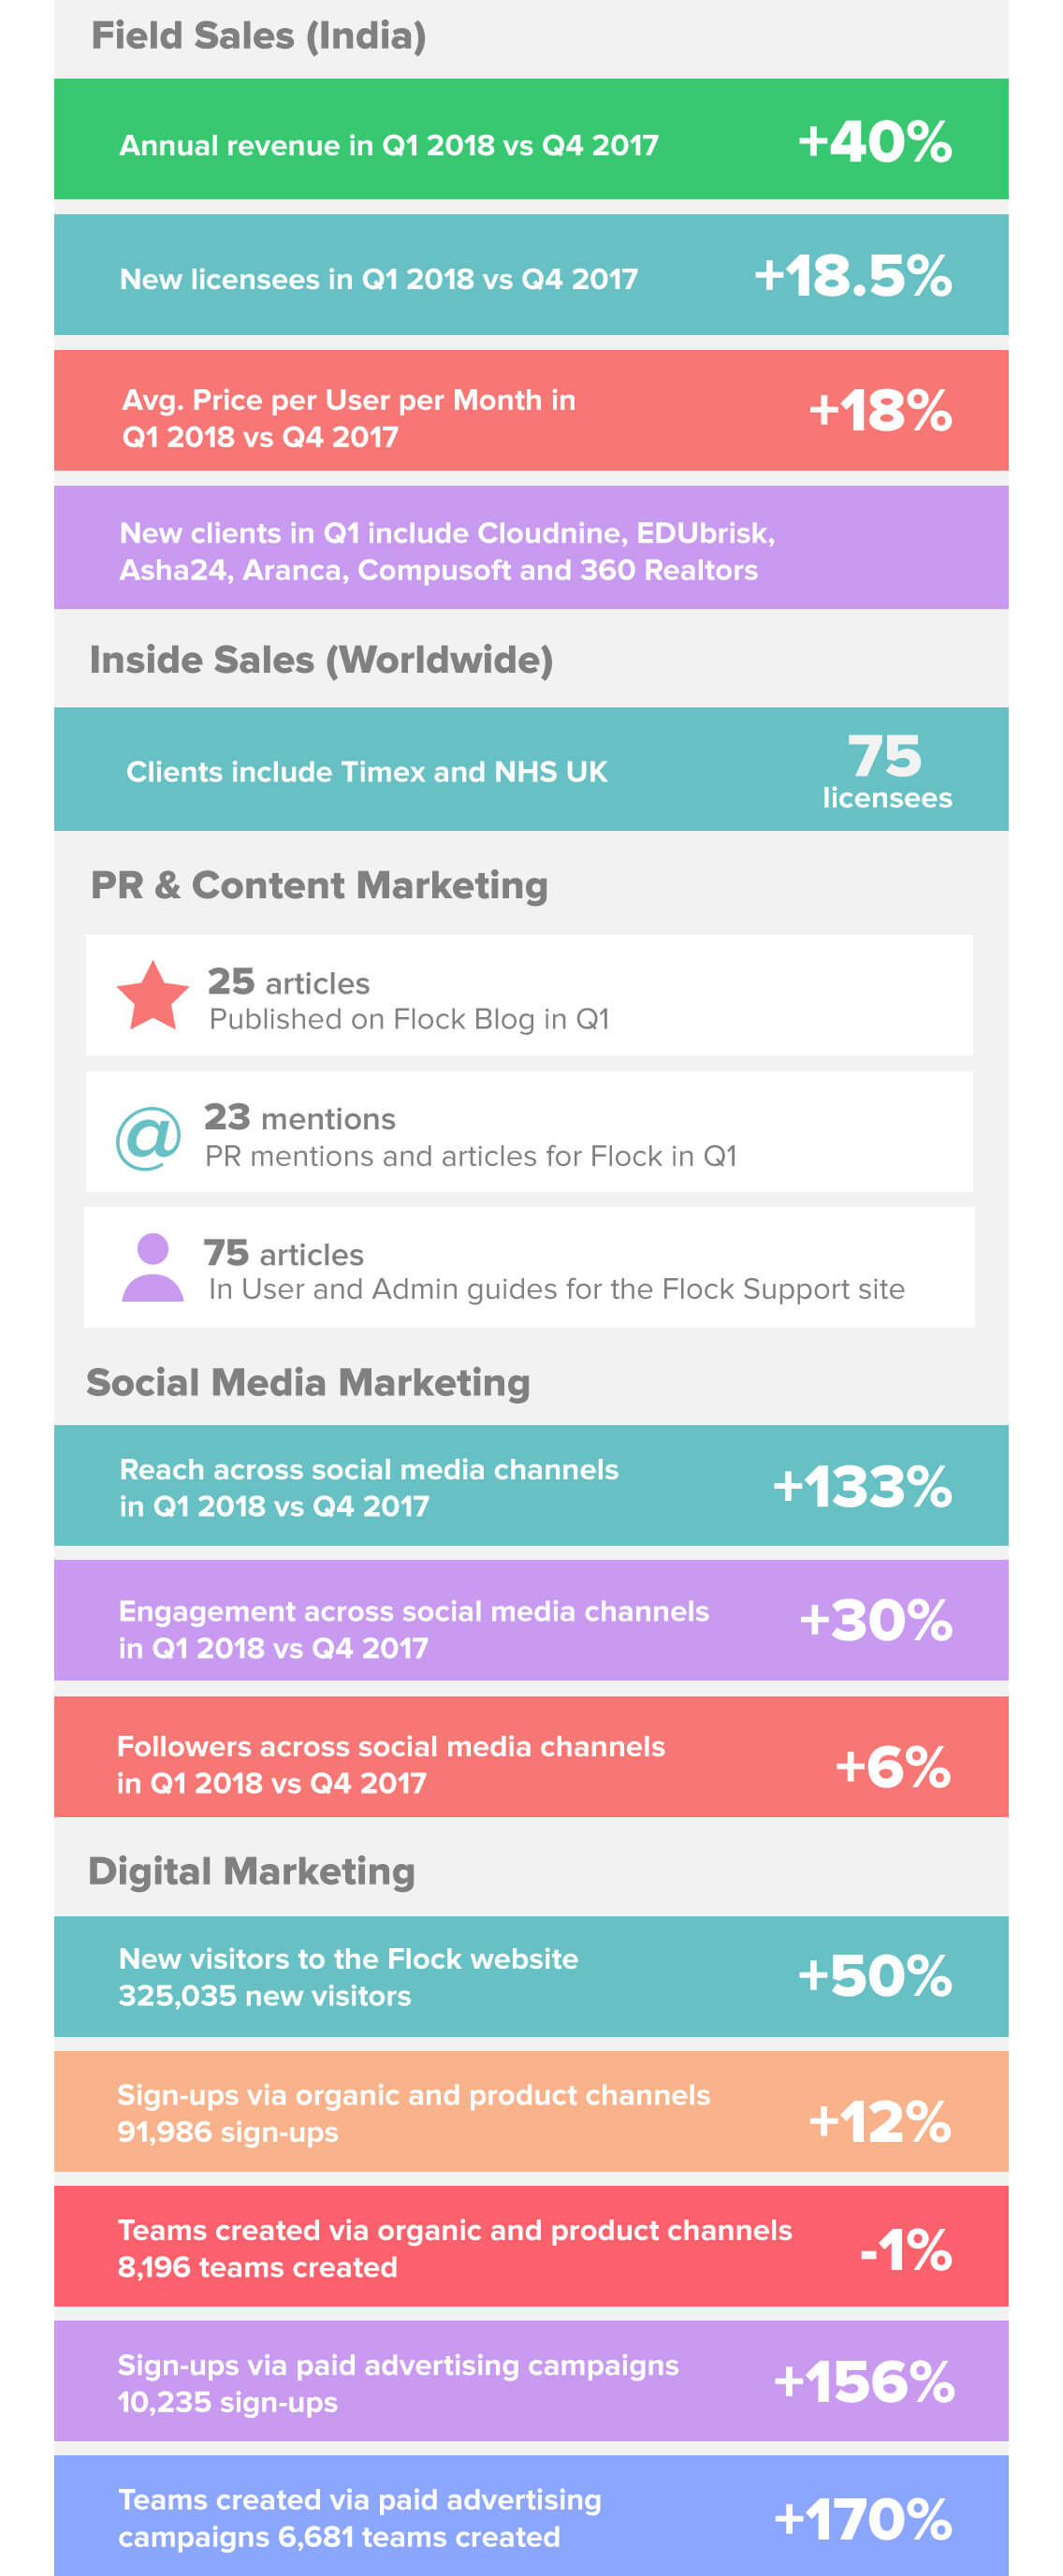 Field Sales (India)
Annual revenue in Q1 2018 vs Q4 2017
+40%
New licensees in Q1 2018 vs Q4 2017
+18.5%
Avg. Price per User per Month in
Q1 2018 vs Q4 2017
+18%
New clients in Q1 include Cloudnine, EDUbrisk,
Asha24, Aranca, Compusoft and 360 Realtors
Inside Sales (Worldwide)
Clients include Timex and NHS UK
75
licensees
PR & Content Marketing
25 articles
Published on Flock Blog in Q1
@
23 mentions
PR mentions and articles for Flock in Q1
75 articles
In User and Admin guides for the Flock Support site
Social Media Marketing
Reach across social media channels
in Q1 2018 vs Q4 2017
+133%
Engagement across social media channels
in Q1 2018 vs Q4 2017
+30%
Followers across social media channels
in Q1 2018 vs Q4 2017
+6%
Digital Marketing
New visitors to the Flock website
325,035 new visitors
+50%
Sign-ups via organic and product channels
91,986 sign-ups
+12%
Teams created via organic and product channels
8,196 teams created
-1%
Sign-ups via paid advertising campaigns
10,235 sign-ups
+156%
Teams created via paid advertising
campaigns 6,681 teams created
+170%